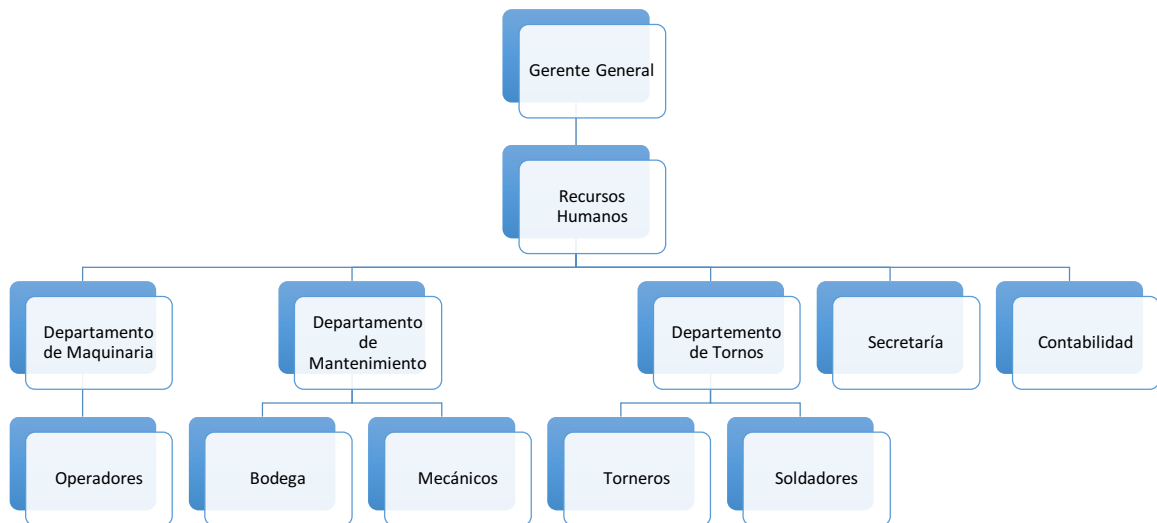 Gerente General
Recursos
Humanos
Departamento
de Maquinaria
Departamento
de
Mantenimiento
Departemento
de Tornos
Secretaría
Contabilidad
Operadores
Bodega
Mecánicos
Torneros
Soldadores